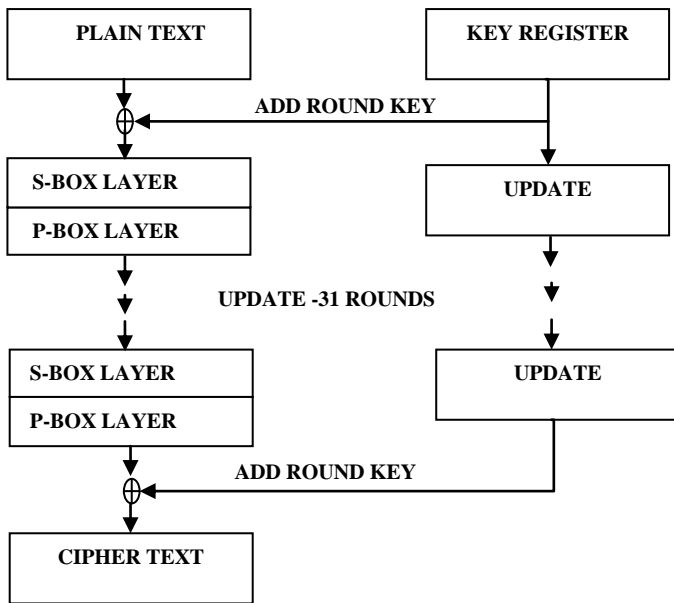 PLAIN TEXT
KEY REGISTER
ADD ROUND KEY
S-BOX LAYER
UPDATE
P-BOX LAYER
UPDATE -31 ROUNDS
S-BOX LAYER
UPDATE
P-BOX LAYER
ADD ROUND KEY
CIPHER TEXT